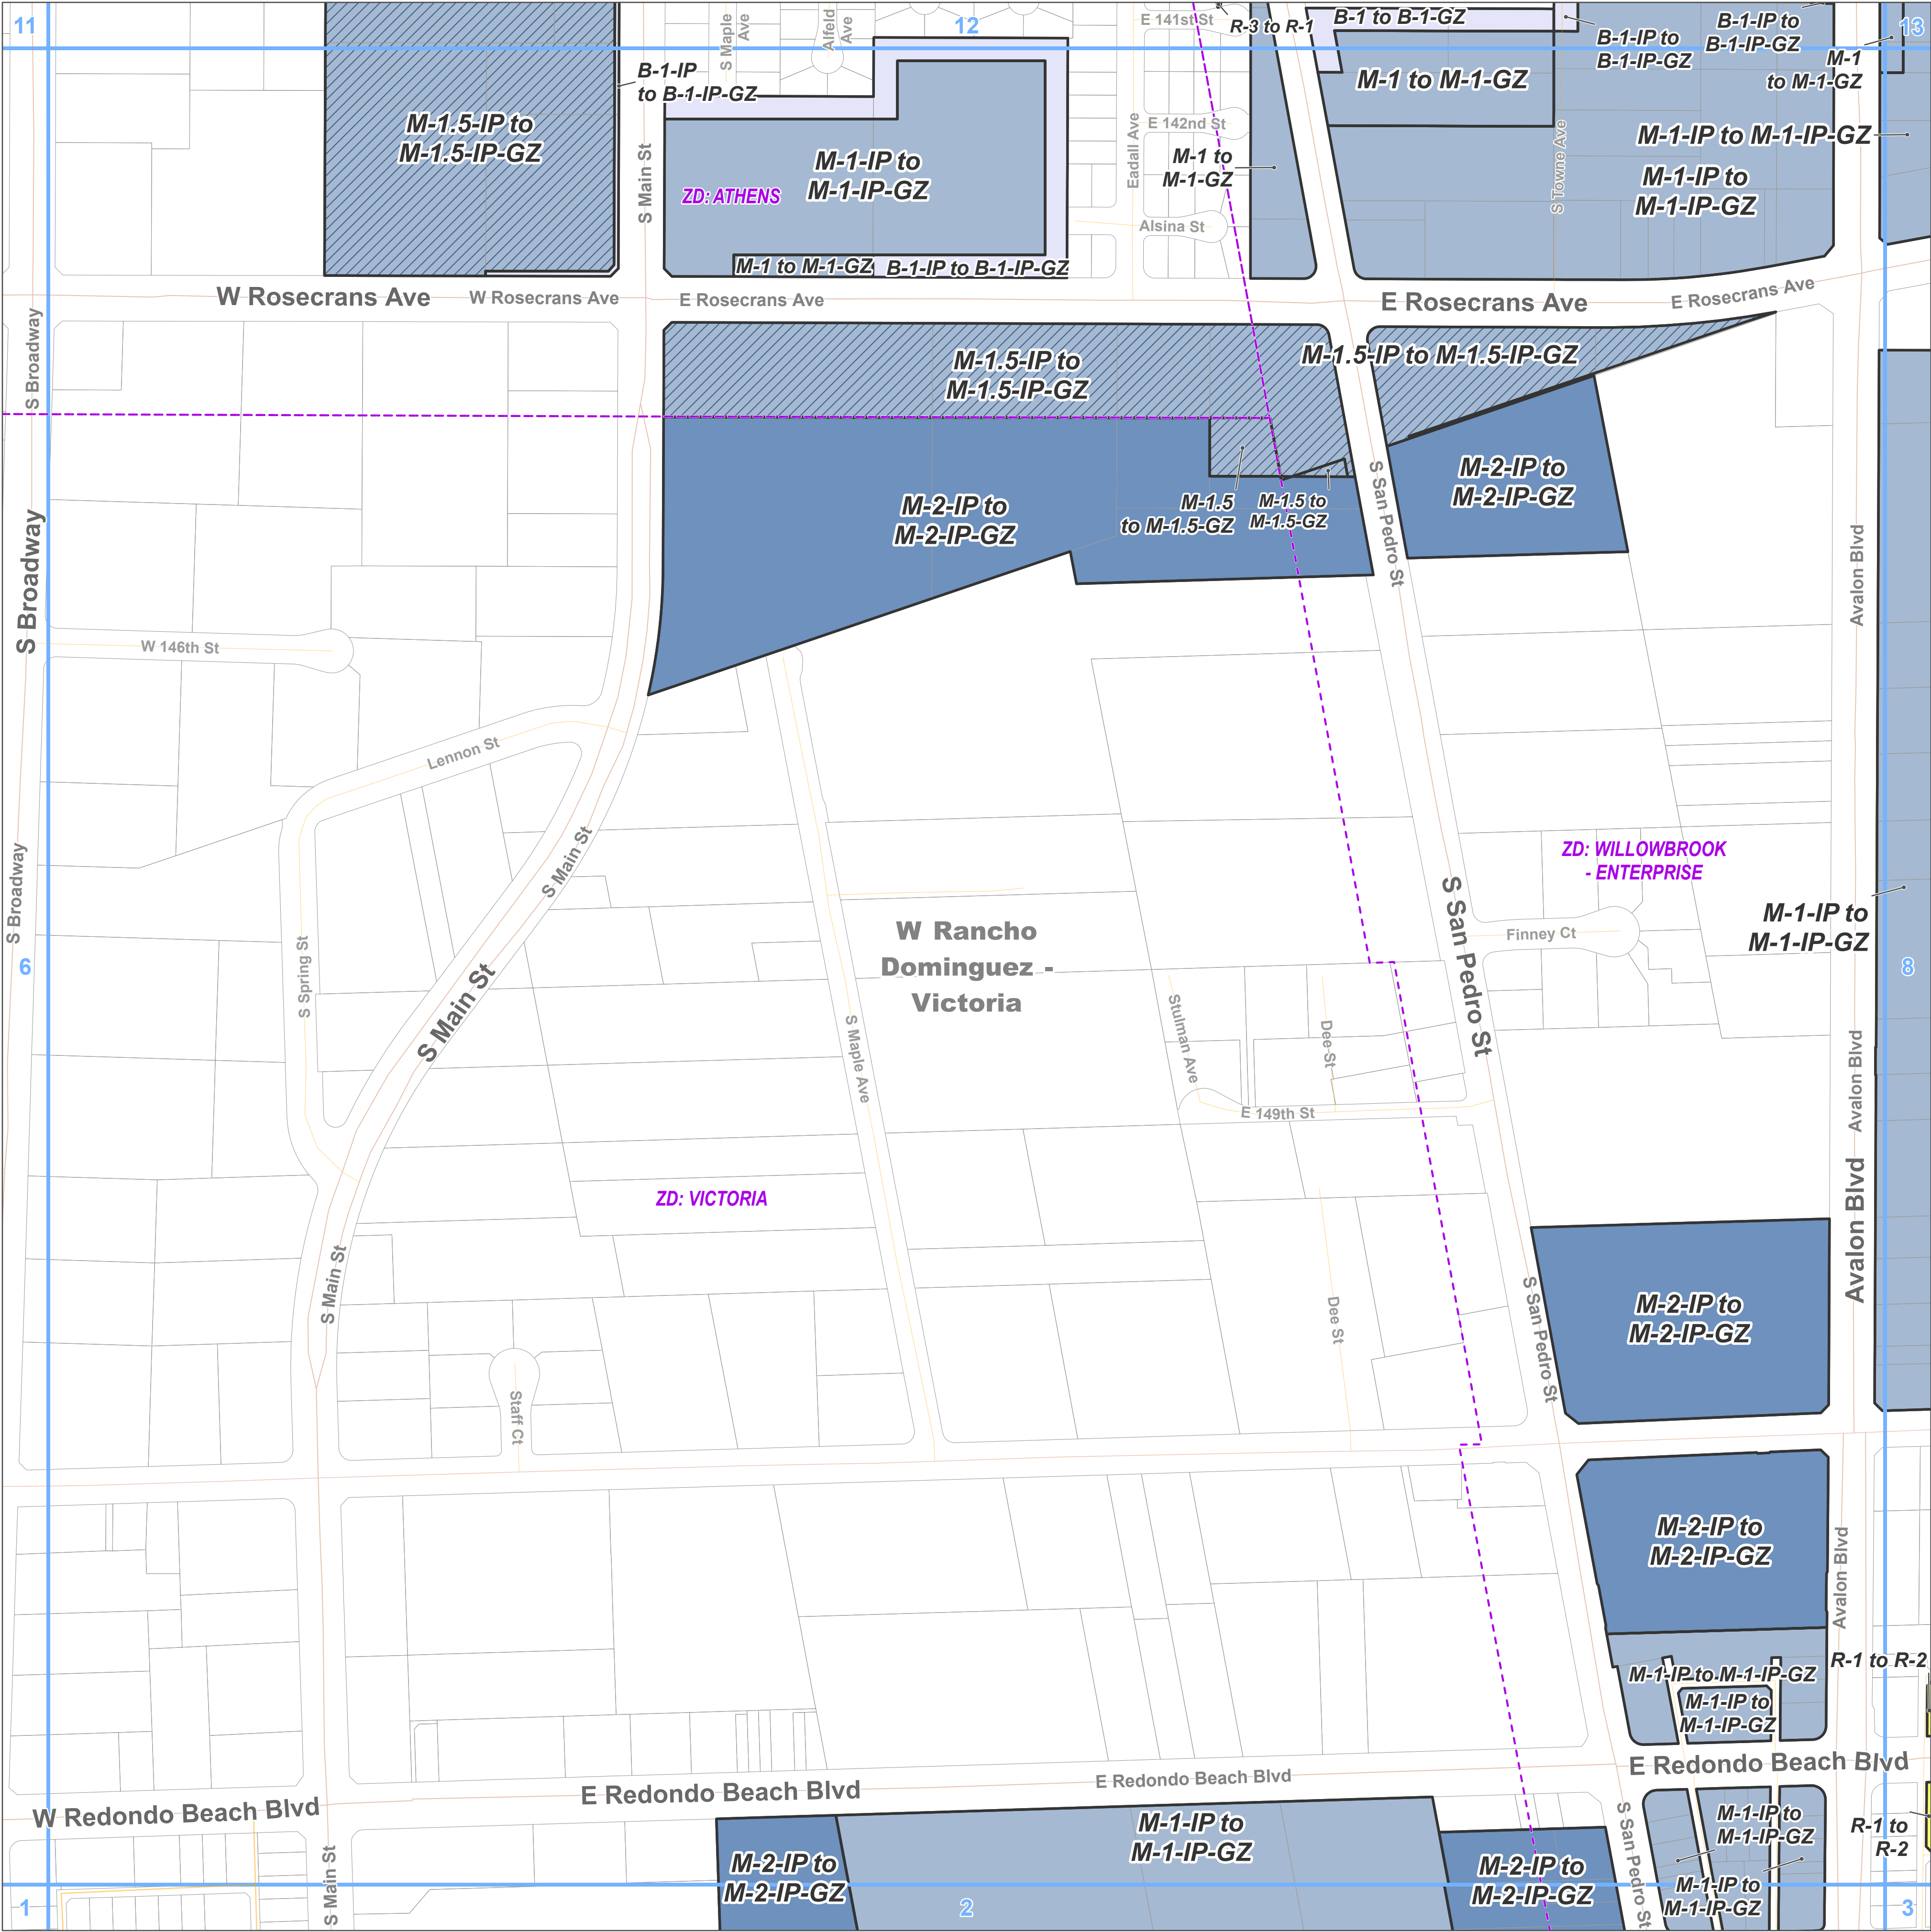 11
12
13
S Maple
Ave
Alfeld
Ave
E 141st St
R-3 to R-1
B-1 to B-1-GZ
B-1-IP to
B-1-IP-GZ
B-1-IP to
B-1-IP-GZ
M-1
to M-1-GZ
B-1-IP
to B-1-IP-GZ
M-1 to M-1-GZ
M-1.5-IP to
M-1.5-IP-GZ
S Main St
ZD: ATHENS
M-1-IP to
M-1-IP-GZ
Eadall Ave
E 142nd St
M-1 to
M-1-GZ
Alsina St
S Towne Ave
M-1-IP to M-1-IP-GZ
M-1-IP to
M-1-IP-GZ
M-1 to M-1-GZ
B-1-IP to B-1-IP-GZ
W Rosecrans Ave
W Rosecrans Ave
E Rosecrans Ave
E Rosecrans Ave
E Rosecrans Ave
S Broadway
M-1.5-IP to
M-1.5-IP-GZ
M-1.5-IP to M-1.5-IP-GZ
M-2-IP to
M-2-IP-GZ
M-1.5
to M-1.5-GZ
M-1.5 to
M-1.5-GZ
S San Pedro St
M-2-IP to
M-2-IP-GZ
Avalon Blvd
S Broadway
W 146th St
Lennon St
S Main St
S Broadway
ZD: WILLOWBROOK
- ENTERPRISE
M-1-IP to
M-1-IP-GZ
6
8
W Rancho
Dominguez -
Victoria
S San Pedro St
Finney Ct
S Spring St
S Main St
S Maple Ave
Stulman Ave
Dee St
E 149th St
Avalon Blvd
Avalon Blvd
ZD: VICTORIA
S Main St
Dee St
S San Pedro St
M-2-IP to
M-2-IP-GZ
Staff Ct
M-2-IP to
M-2-IP-GZ
Avalon Blvd
M-1-IP to M-1-IP-GZ
R-1 to R-2
M-1-IP to
M-1-IP-GZ
W Redondo Beach Blvd
E Redondo Beach Blvd
E Redondo Beach Blvd
E Redondo Beach Blvd
S Main St
M-2-IP to
M-2-IP-GZ
M-1-IP to
M-1-IP-GZ
M-2-IP to
M-2-IP-GZ
S San Pedro St
M-1-IP to
M-1-IP-GZ
M-1-IP to
M-1-IP-GZ
R-1 to
R-2
1
2
3